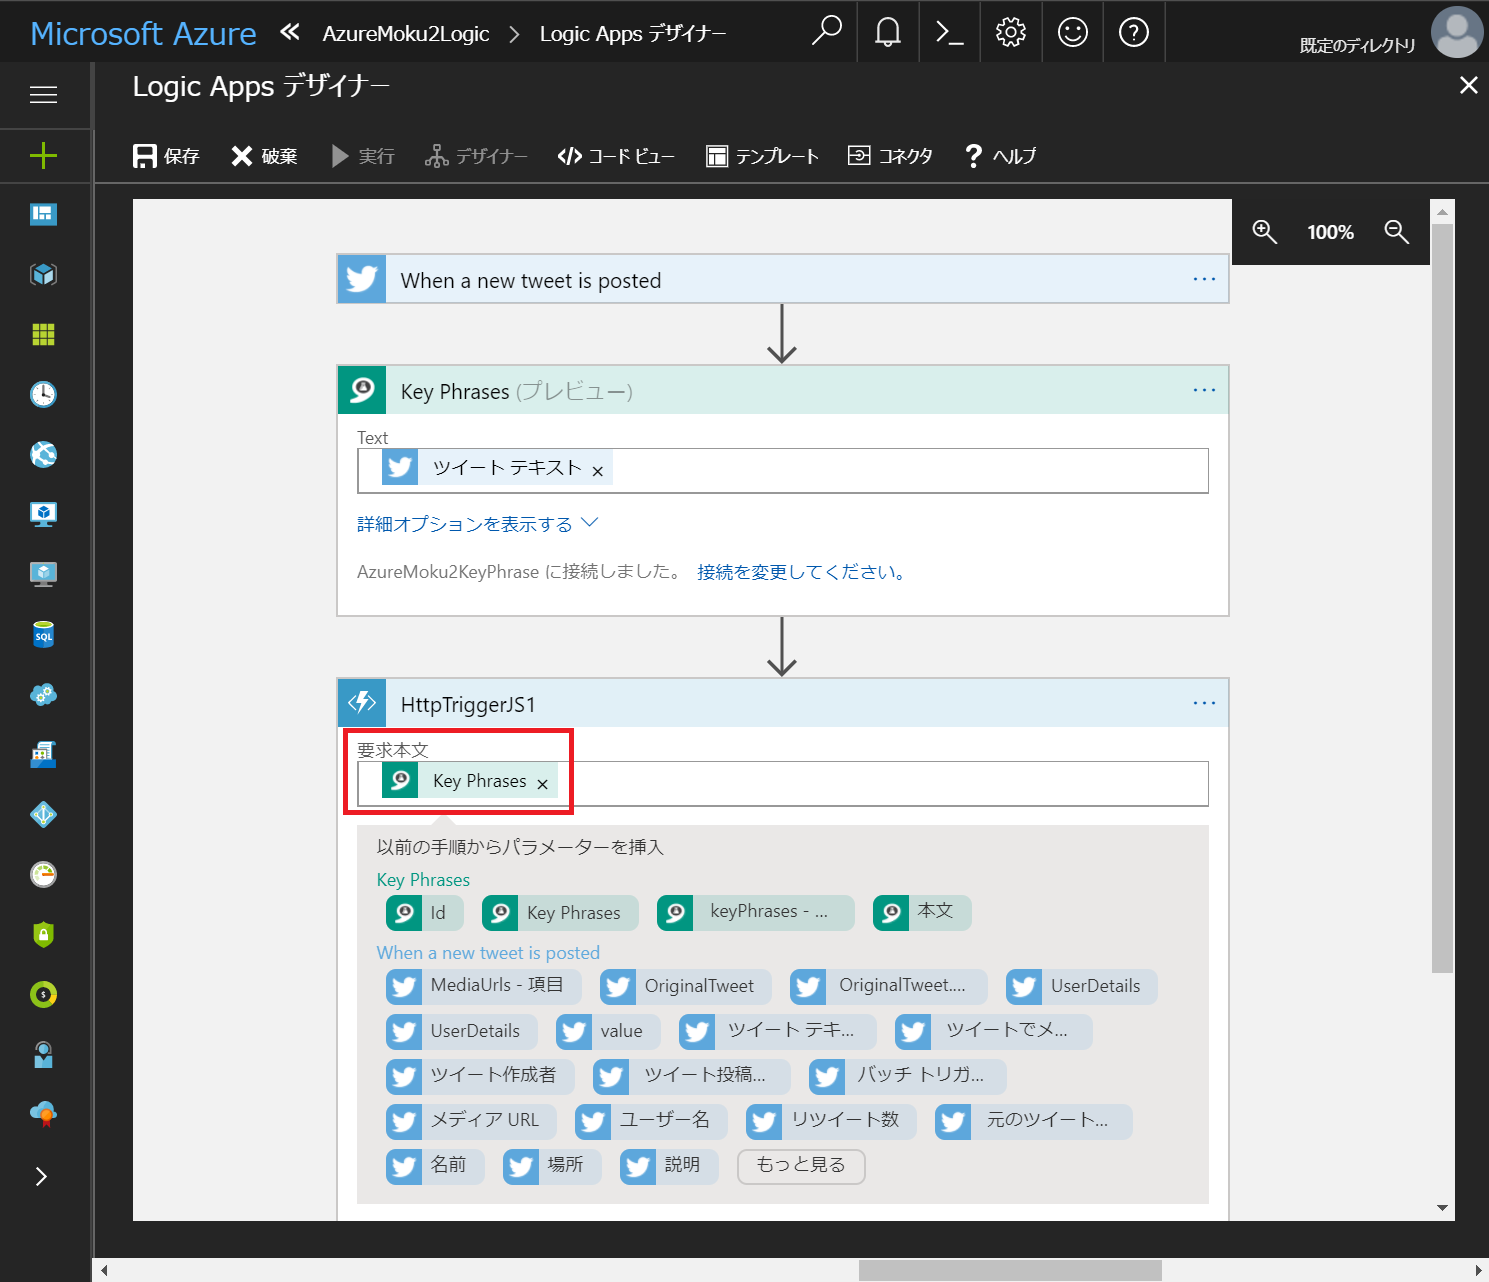 Microsoft Azure « AzureMoku2Logic > Logic Apps デザイナー
既定のディレクトリ
Logic Apps デザイナー
保存 破棄 実行 デザイナー コード ビュー テンプレート コネクタ ? ヘルプ
100%
When a new tweet is posted ...
Key Phrases (プレビュー) ...
Text
ツイート テキスト ×
詳細オプションを表示する
AzureMoku2KeyPhrase に接続しました。 接続を変更してください。
HttpTriggerJS1 ...
要求本文
Key Phrases ×
以前の手順からパラメーターを挿入
Key Phrases
Id Key Phrases keyPhrases - ... 本文
When a new tweet is posted
MediaUrls - 項目 OriginalTweet OriginalTweet.... UserDetails
UserDetails value ツイート テキ... ツイートでメ...
ツイート作成者 ツイート投稿... バッチ トリガ...
メディア URL ユーザー名 リツイート数 元のツイート...
名前 場所 説明 もっと見る
SQL